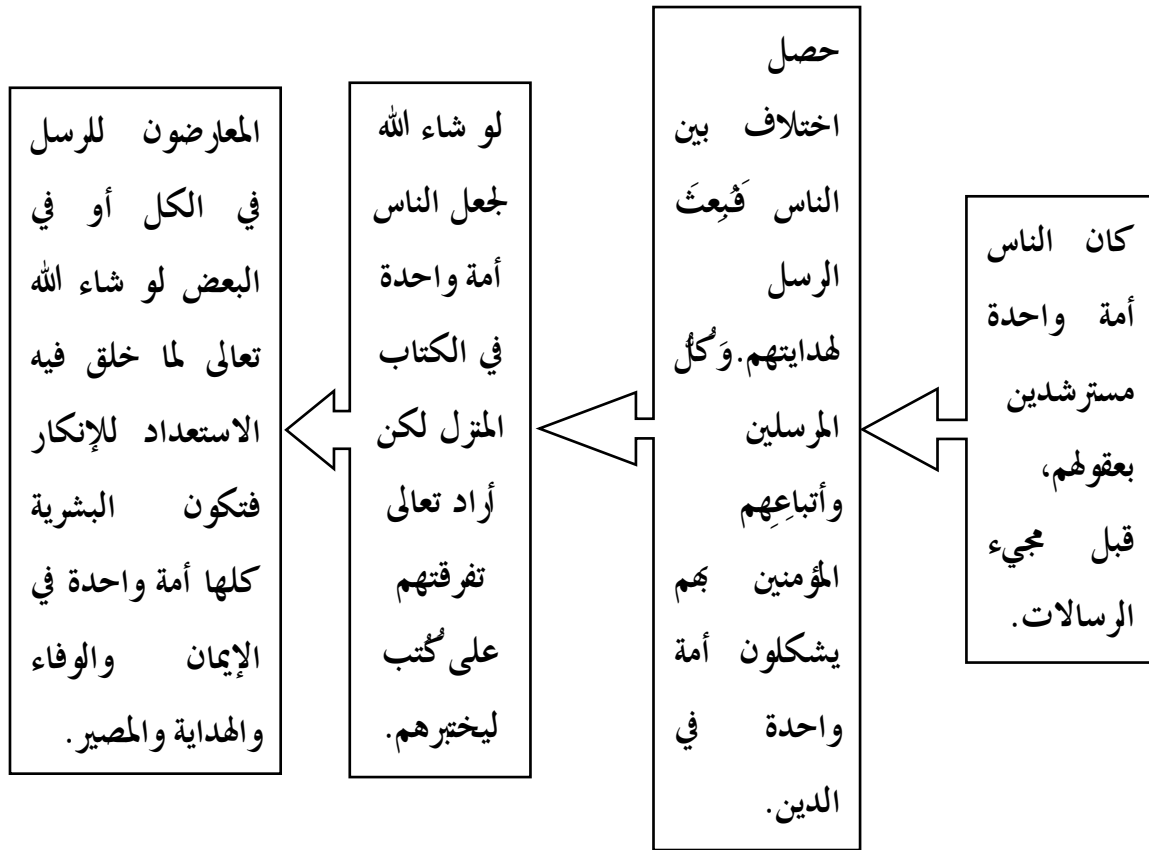 كان الناس
أمة واحدة
مسترشدين
بعقولهم،
قبل مجيء
الرسالات.
حصل
اختلاف بين
الناس فَبُعِثَ
الرسل
لهدايتهم. وَكُلُّ
المرسلين
وأتباعِهِم
المؤمنين بهم
يشكلون أمة
واحدة في
الدين.
لو شاء الله
لجعل الناس
أمة واحدة
في الكتاب
المنزل لكن
أراد تعالى
تفرقتهم
على كُتب
ليختبرهم.
المعارضون للرسل
في الكل أو في
البعض لو شاء الله
تعالى لما خلق فيه
الاستعداد للإنكار
فتكون البشرية
كلها أمة واحدة في
الإيمان والوفاء
والهداية والمصير.